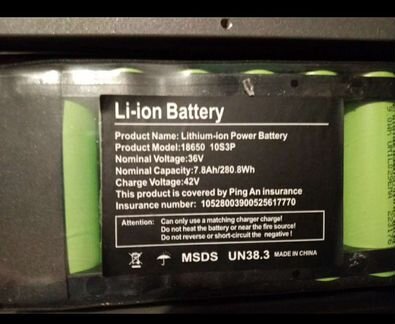 Li-ion Battery
Product Name: Lithium-ion Power Battery
Product Model:18650 10S3P
Nominal Voltage:36V
Nominal Capacity:7.8Ah/280.8Wh
Charge Voltage:42V
This product is covered by Ping An insurance
Insurance number: 10528003900525617770
Attention:
Can only use a matching charger charge!
Do not broken or near the fire source!
Do not reverse or short-circuit the negative!
MSDS UN38.3 MADE IN CHINA